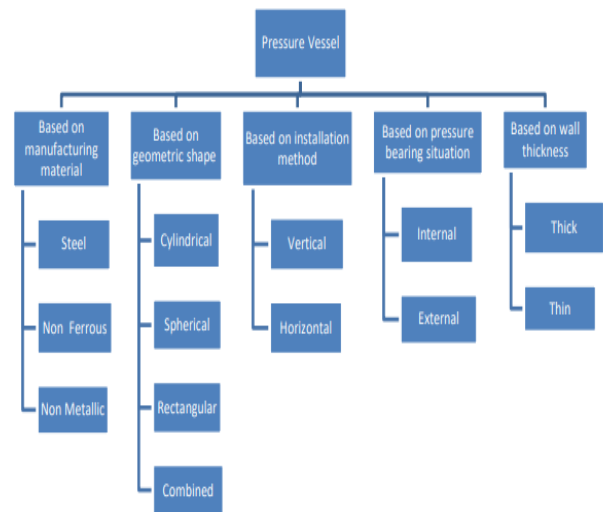 Pressure Vessel
Based on
manufacturing
material
Steel
Non Ferrous
Non Metallic
Based on
geometric shape
Cylindrical
Spherical
Rectangular
Combined
Based on installation
method
Vertical
Horizontal
Based on pressure
bearing situation
Internal
External
Based on wall
thickness
Thick
Thin